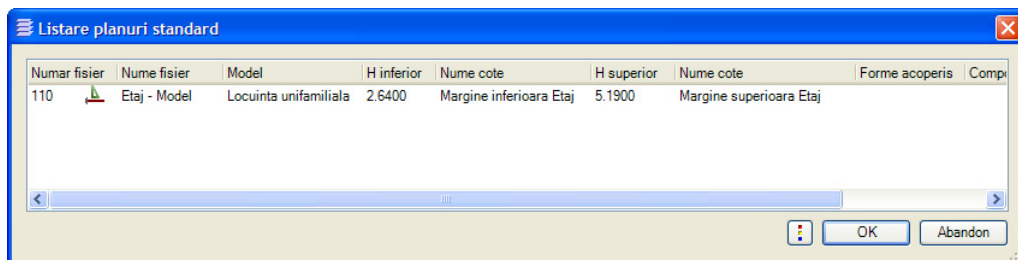 Listare planuri standard
Numar fisier Nume fisier Model H inferior Nume cote H superior Nume cote Forme acoperis Compo
110 Etaj - Model Locuinta unifamiliala 2.6400 Margine inferioara Etaj 5.1900 Margine superioara Etaj
OK Abandon